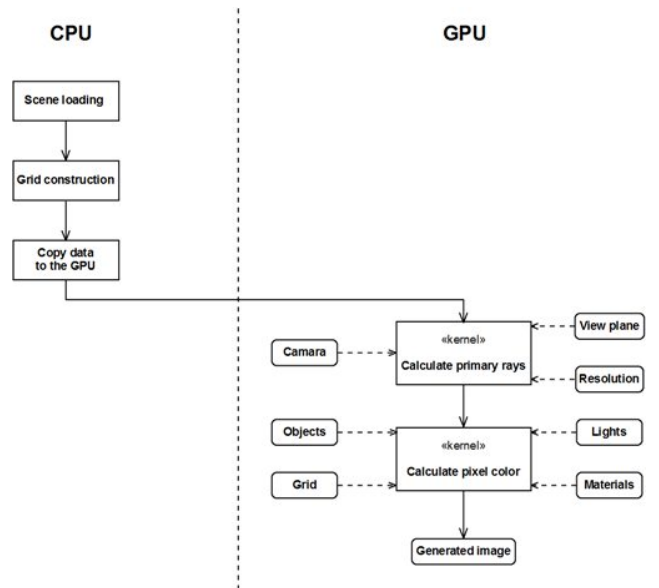 CPU
GPU
Scene loading
Grid construction
Copy data
to the GPU
«kernel»
Calculate primary rays
View plane
Camara
Resolution
Objects
«kernel»
Calculate pixel color
Lights
Grid
Materials
Generated image